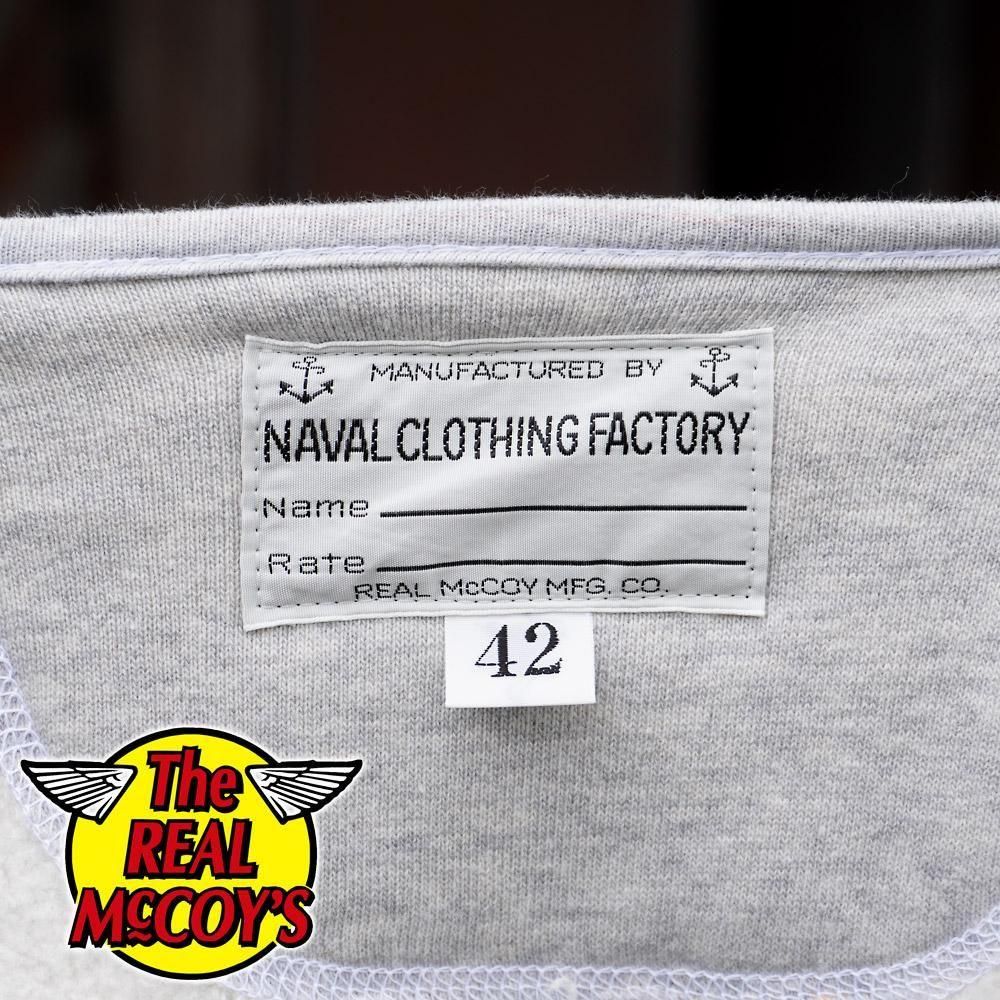 MANUFACTURED BY
NAVAL CLOTHING FACTORY
Name
Rate
REAL McCOY MFG. CO.
42
The
REAL
McCOY'S